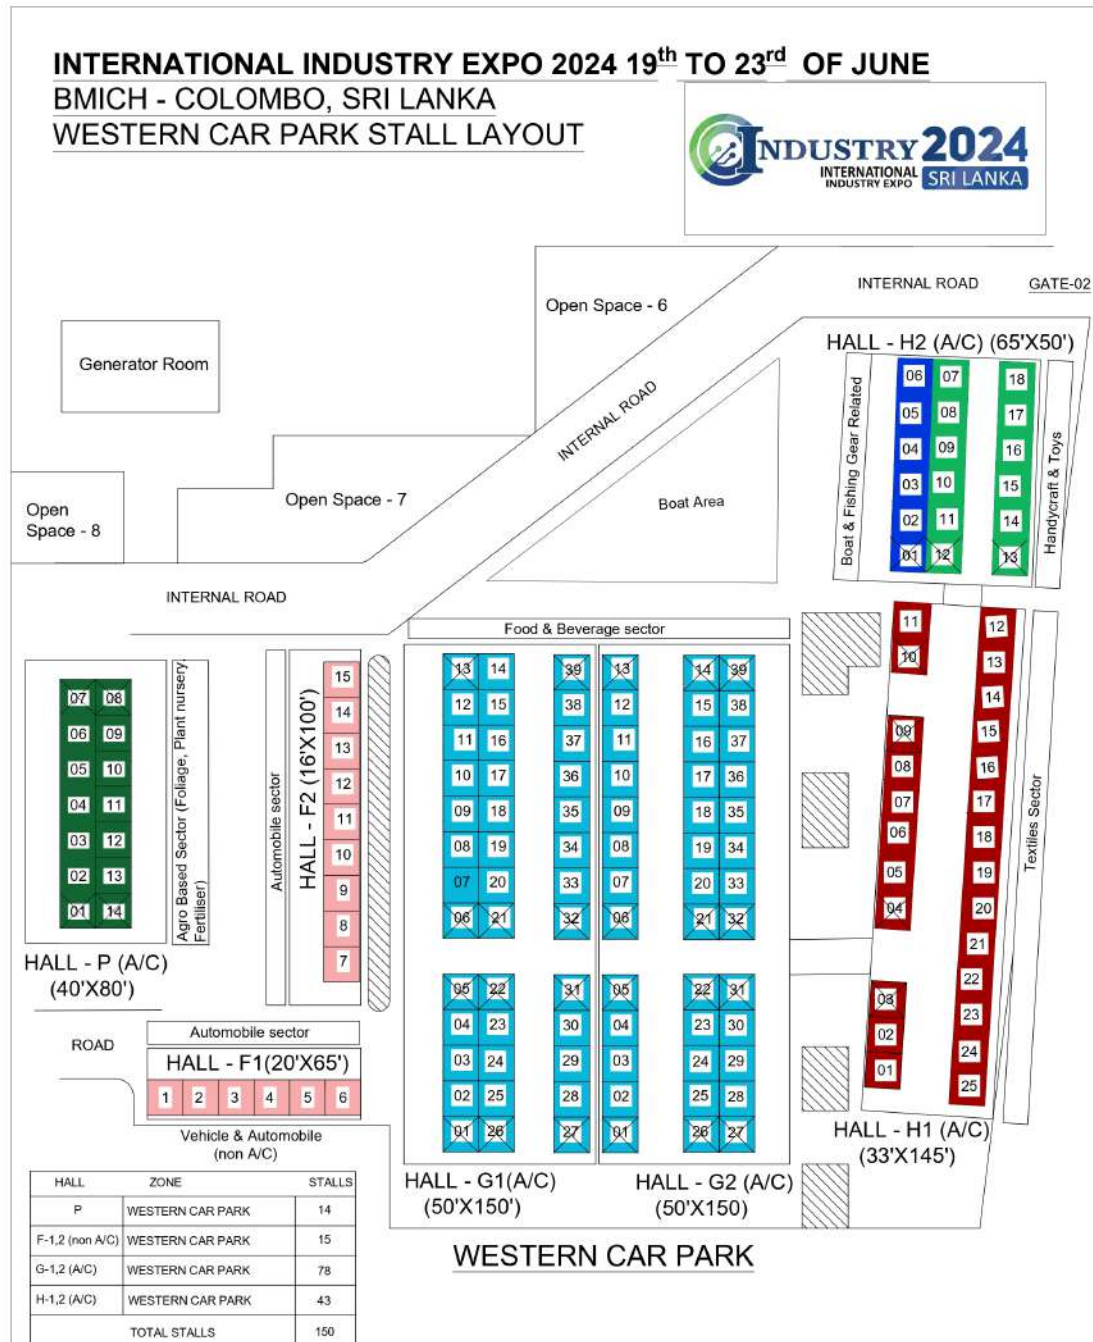 INTERNATIONAL INDUSTRY EXPO 2024 19th TO 23rd OF JUNE
BMICH - COLOMBO, SRI LANKA
WESTERN CAR PARK STALL LAYOUT
INDUSTRY 2024
INTERNATIONAL
INDUSTRY EXPO
SRI LANKA
INTERNAL ROAD
GATE-02
Open Space - 6
Generator Room
HALL - H2 (A/C) (65'X50')
INTERNAL ROAD
Boat & Fishing Gear Related
06 07 18
05 08 17
04 09 16
03 10 15
02 11 14
01 12 13
Handycraft & Toys
Open Space - 7
Boat Area
Open
Space - 8
INTERNAL ROAD
Food & Beverage sector
07 08
06 09
05 10
04 11
03 12
02 13
01 14
Agro Based Sector (Foliage, Plant nursery,
Fertiliser)
HALL - P (A/C)
(40'X80')
Automobile sector
HALL - F2 (16'X100')
15
14
13
12
11
10
9
8
7
13 14 39
12 15 38
11 16 37
10 17 36
09 18 35
08 19 34
07 20 33
06 21 32
05 22 31
04 23 30
03 24 29
02 25 28
01 26 27
HALL - G1(A/C)
(50'X150')
13 14 39
12 15 38
11 16 37
10 17 36
09 18 35
08 19 34
07 20 33
06 21 32
05 22 31
04 23 30
03 24 29
02 25 28
01 26 27
HALL - G2 (A/C)
(50'X150)
11
10
09
08
07
06
05
04
03
02
01
12
13
14
15
16
17
18
19
20
21
22
23
24
25
Textiles Sector
HALL - H1 (A/C)
(33'X145')
ROAD
Automobile sector
HALL - F1(20'X65')
1 2 3 4 5 6
Vehicle & Automobile
(non A/C)
HALL ZONE STALLS
P WESTERN CAR PARK 14
F-1,2 (non A/C) WESTERN CAR PARK 15
G-1,2 (A/C) WESTERN CAR PARK 78
H-1,2 (A/C) WESTERN CAR PARK 43
TOTAL STALLS 150
WESTERN CAR PARK